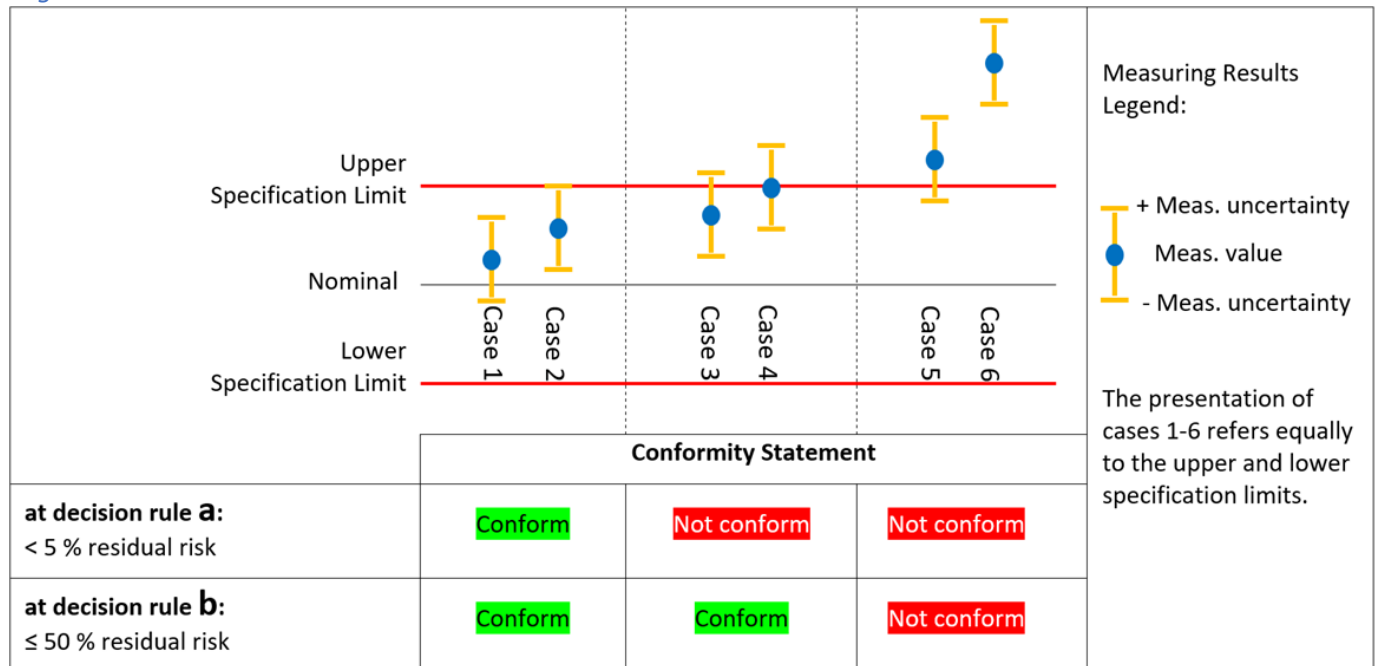 Upper
Specification Limit
Nominal
Lower
Specification Limit
Case 1
Case 2
Case 3
Case 4
Case 5
Case 6
Measuring Results
Legend:
+ Meas. uncertainty
Meas. value
- Meas. uncertainty
The presentation of
cases 1-6 refers equally
to the upper and lower
specification limits.
Conformity Statement
at decision rule a:
< 5 % residual risk
Conform
Not conform
Not conform
at decision rule b:
≤ 50 % residual risk
Conform
Conform
Not conform